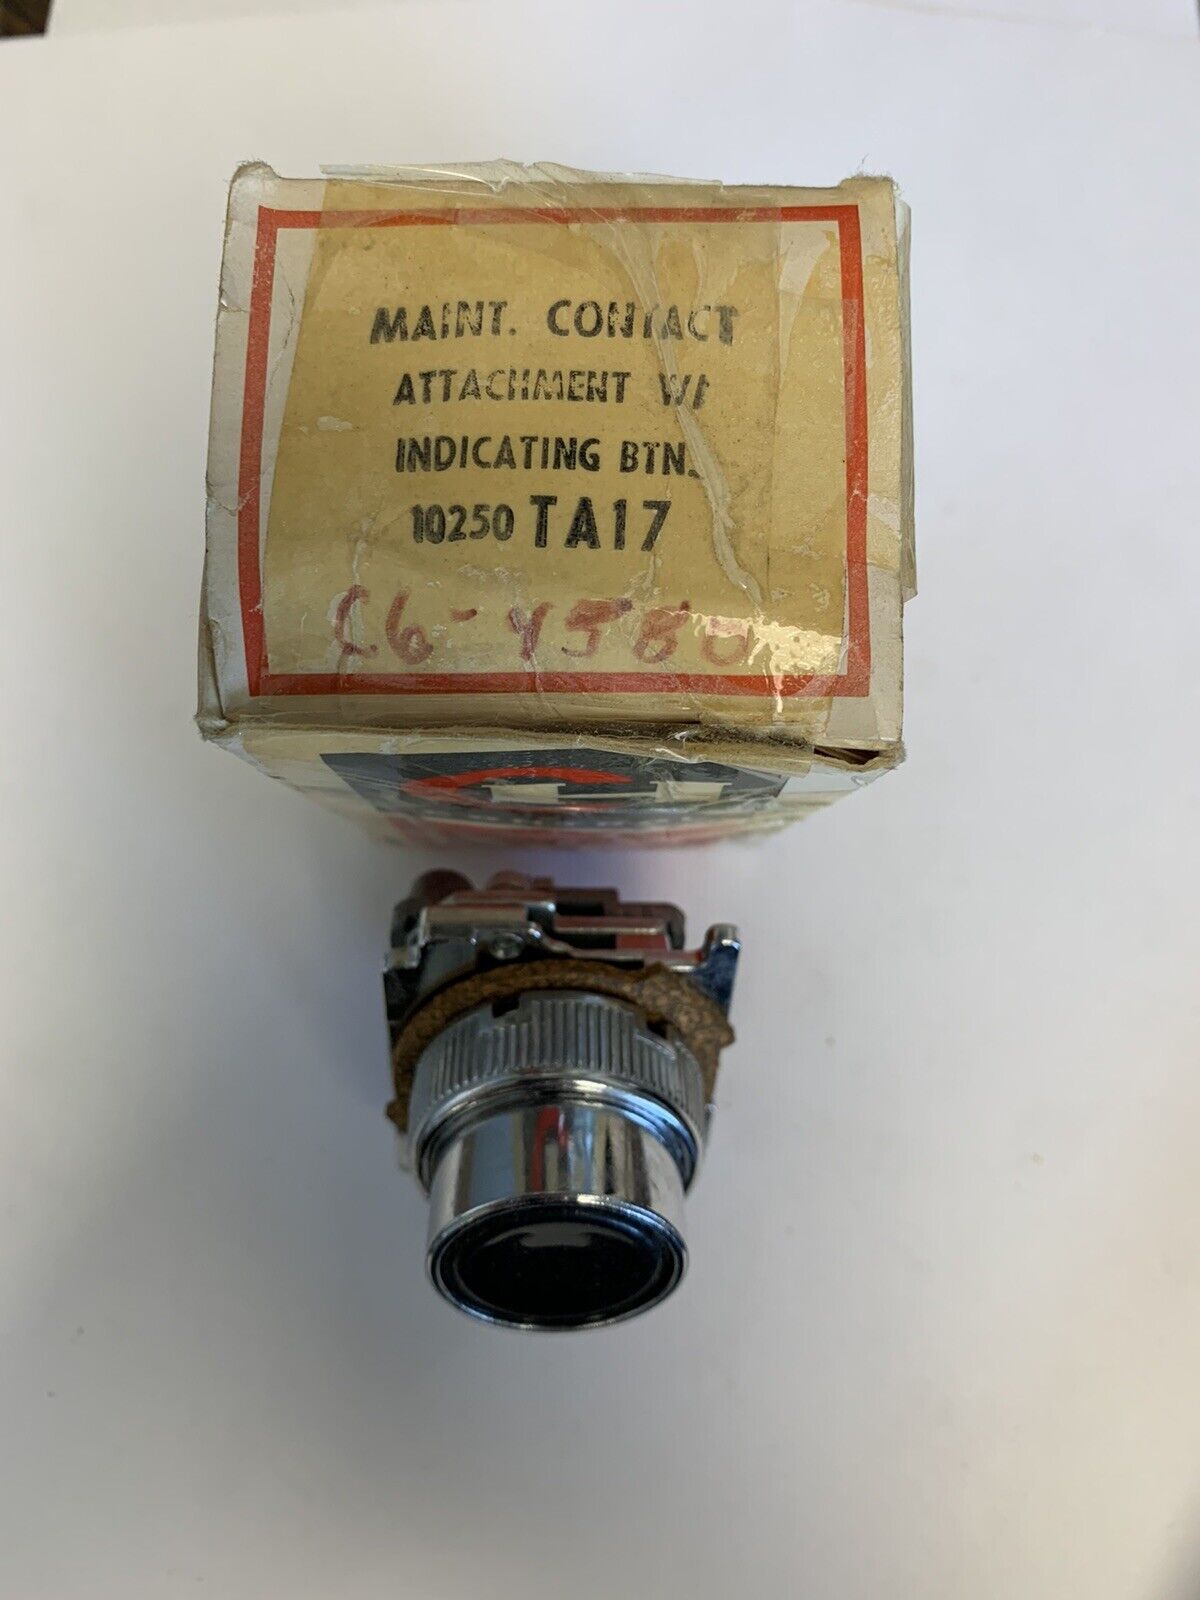 MAINT. CONTACT
ATTACHMENT W/
INDICATING BTN.
10250 TA17
C6-4580